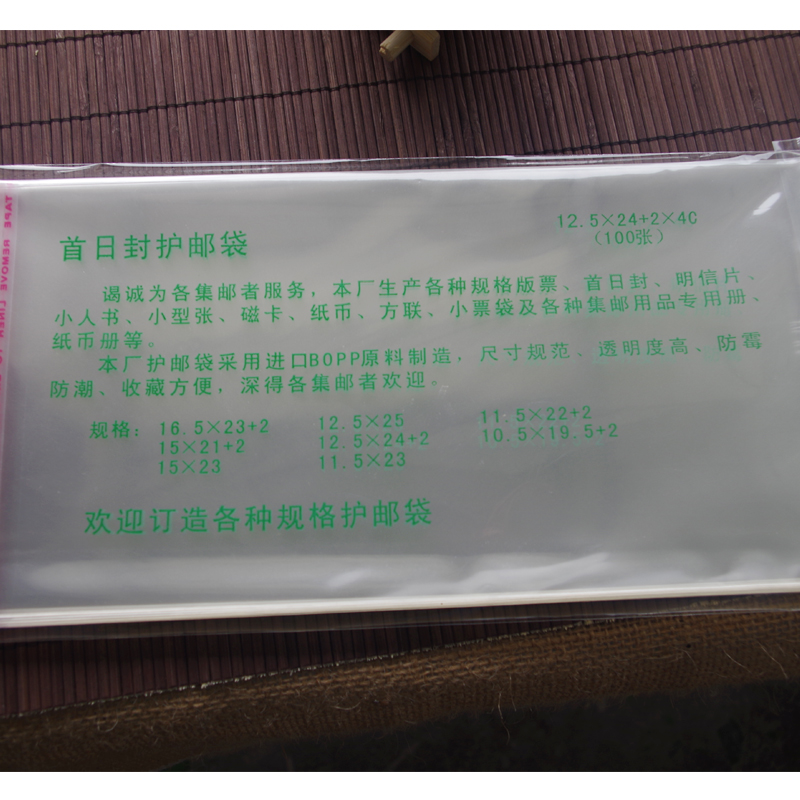 首日封护邮袋
12.5×24+2×4C
(100张)
谒诚为各集邮者服务，本厂生产各种规格版票、首日封、明信片、
小人书、小型张、磁卡、纸币、方联、小票袋及各种集邮用品专用册、
纸币册等。
本厂护邮袋采用进口BOPP原料制造，尺寸规范、透明度高、防霉
防潮、收藏方便，深得各集邮者欢迎。
规格：16.5×23+2 12.5×25 11.5×22+2
15×21+2 12.5×24+2 10.5×19.5+2
15×23 11.5×23
欢迎订造各种规格护邮袋
TAPE REMOVE LINER TO